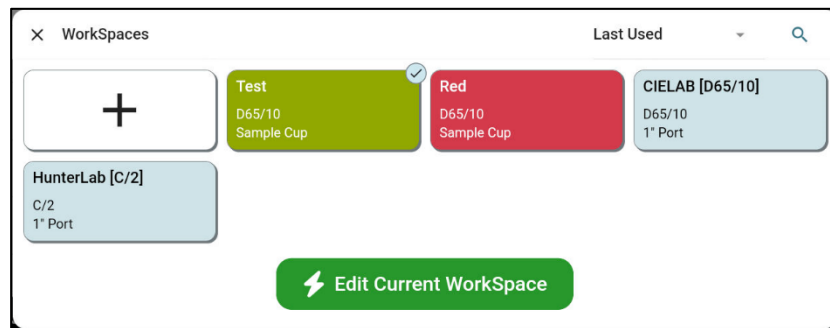 WorkSpaces
Last Used
Test
D65/10
Sample Cup
Red
D65/10
Sample Cup
CIELAB [D65/10]
D65/10
1" Port
HunterLab [C/2]
C/2
1" Port
Edit Current WorkSpace